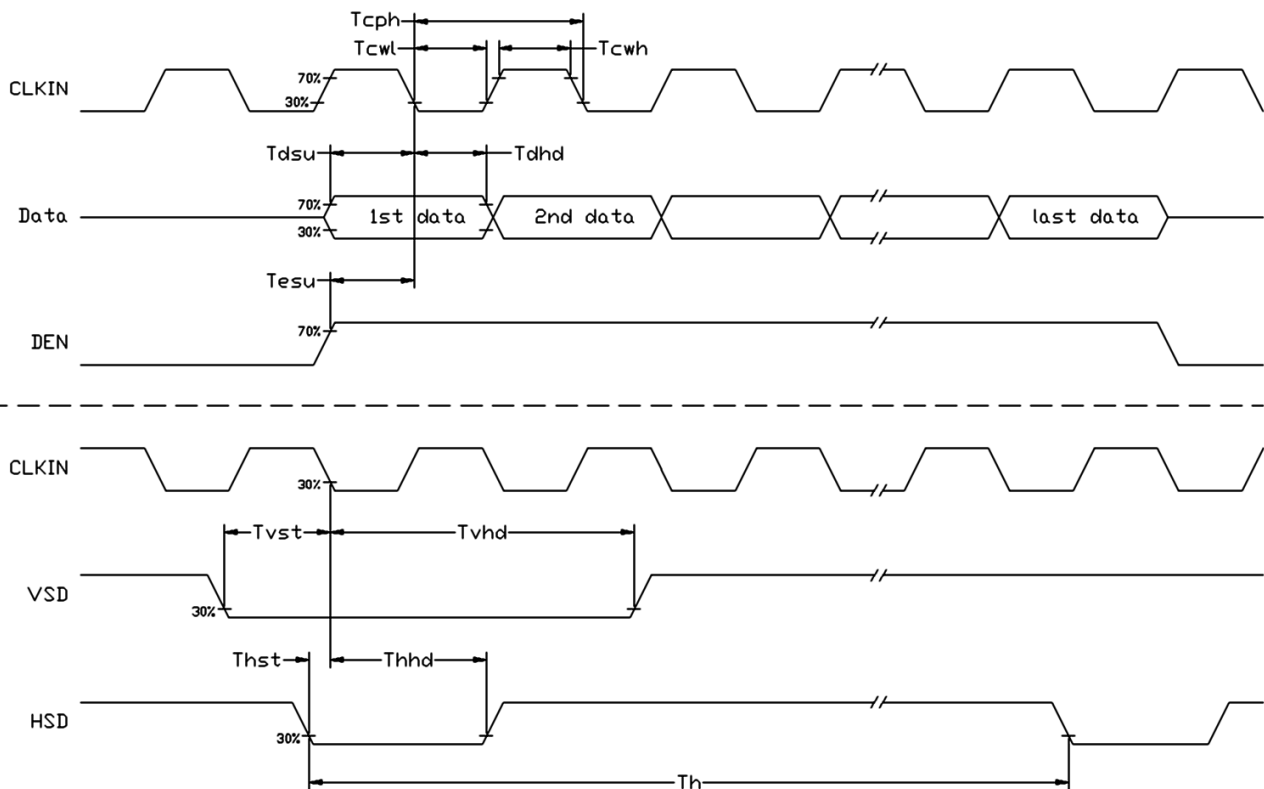 Tcph
Tcwl Tcwh
CLKIN 70%
30%
Tdsu Tdhd
Data 70% 1st data 2nd data last data
30%
Tesu
DEN 70%
CLKIN 30%
Tvst Tvhd
VSD 30%
Thst Thhd
HSD 30%
Th